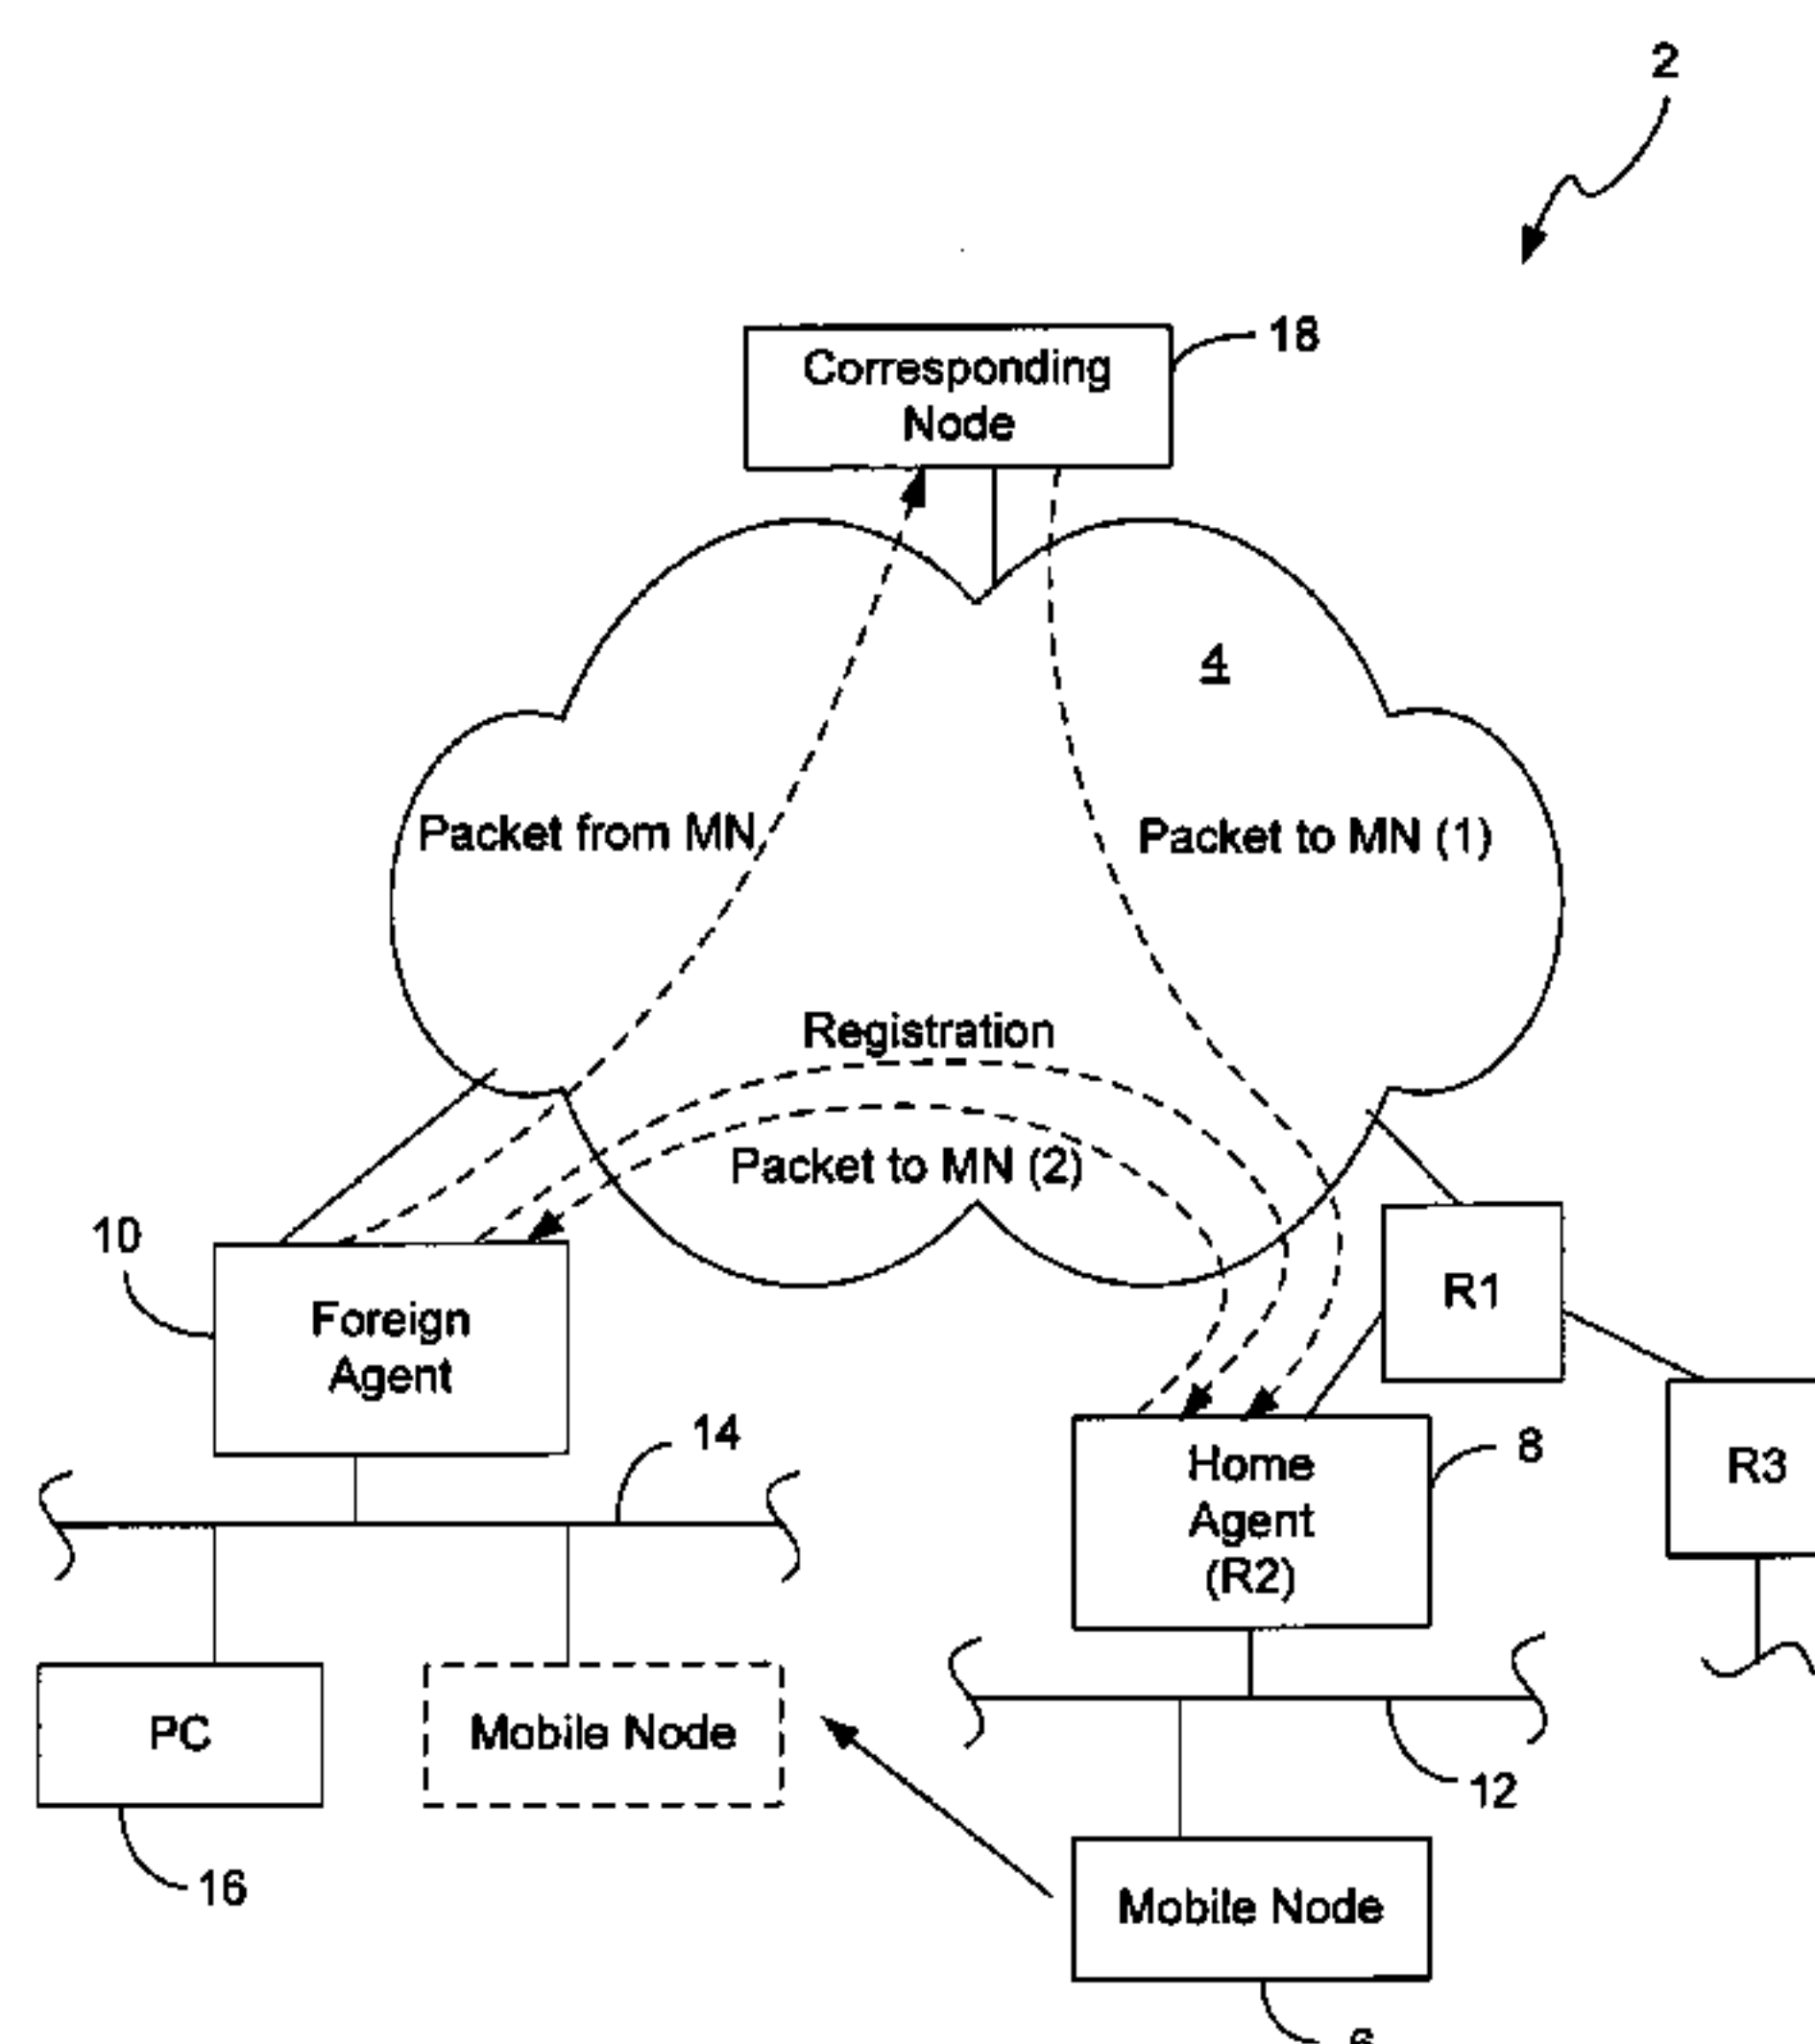 2
18
Corresponding
Node
4
Packet from MN
Packet to MN (1)
Registration
Packet to MN (2)
10
R1
Foreign
Agent
14
8
Home
Agent
(R2)
R3
PC
Mobile Node
12
16
Mobile Node
6